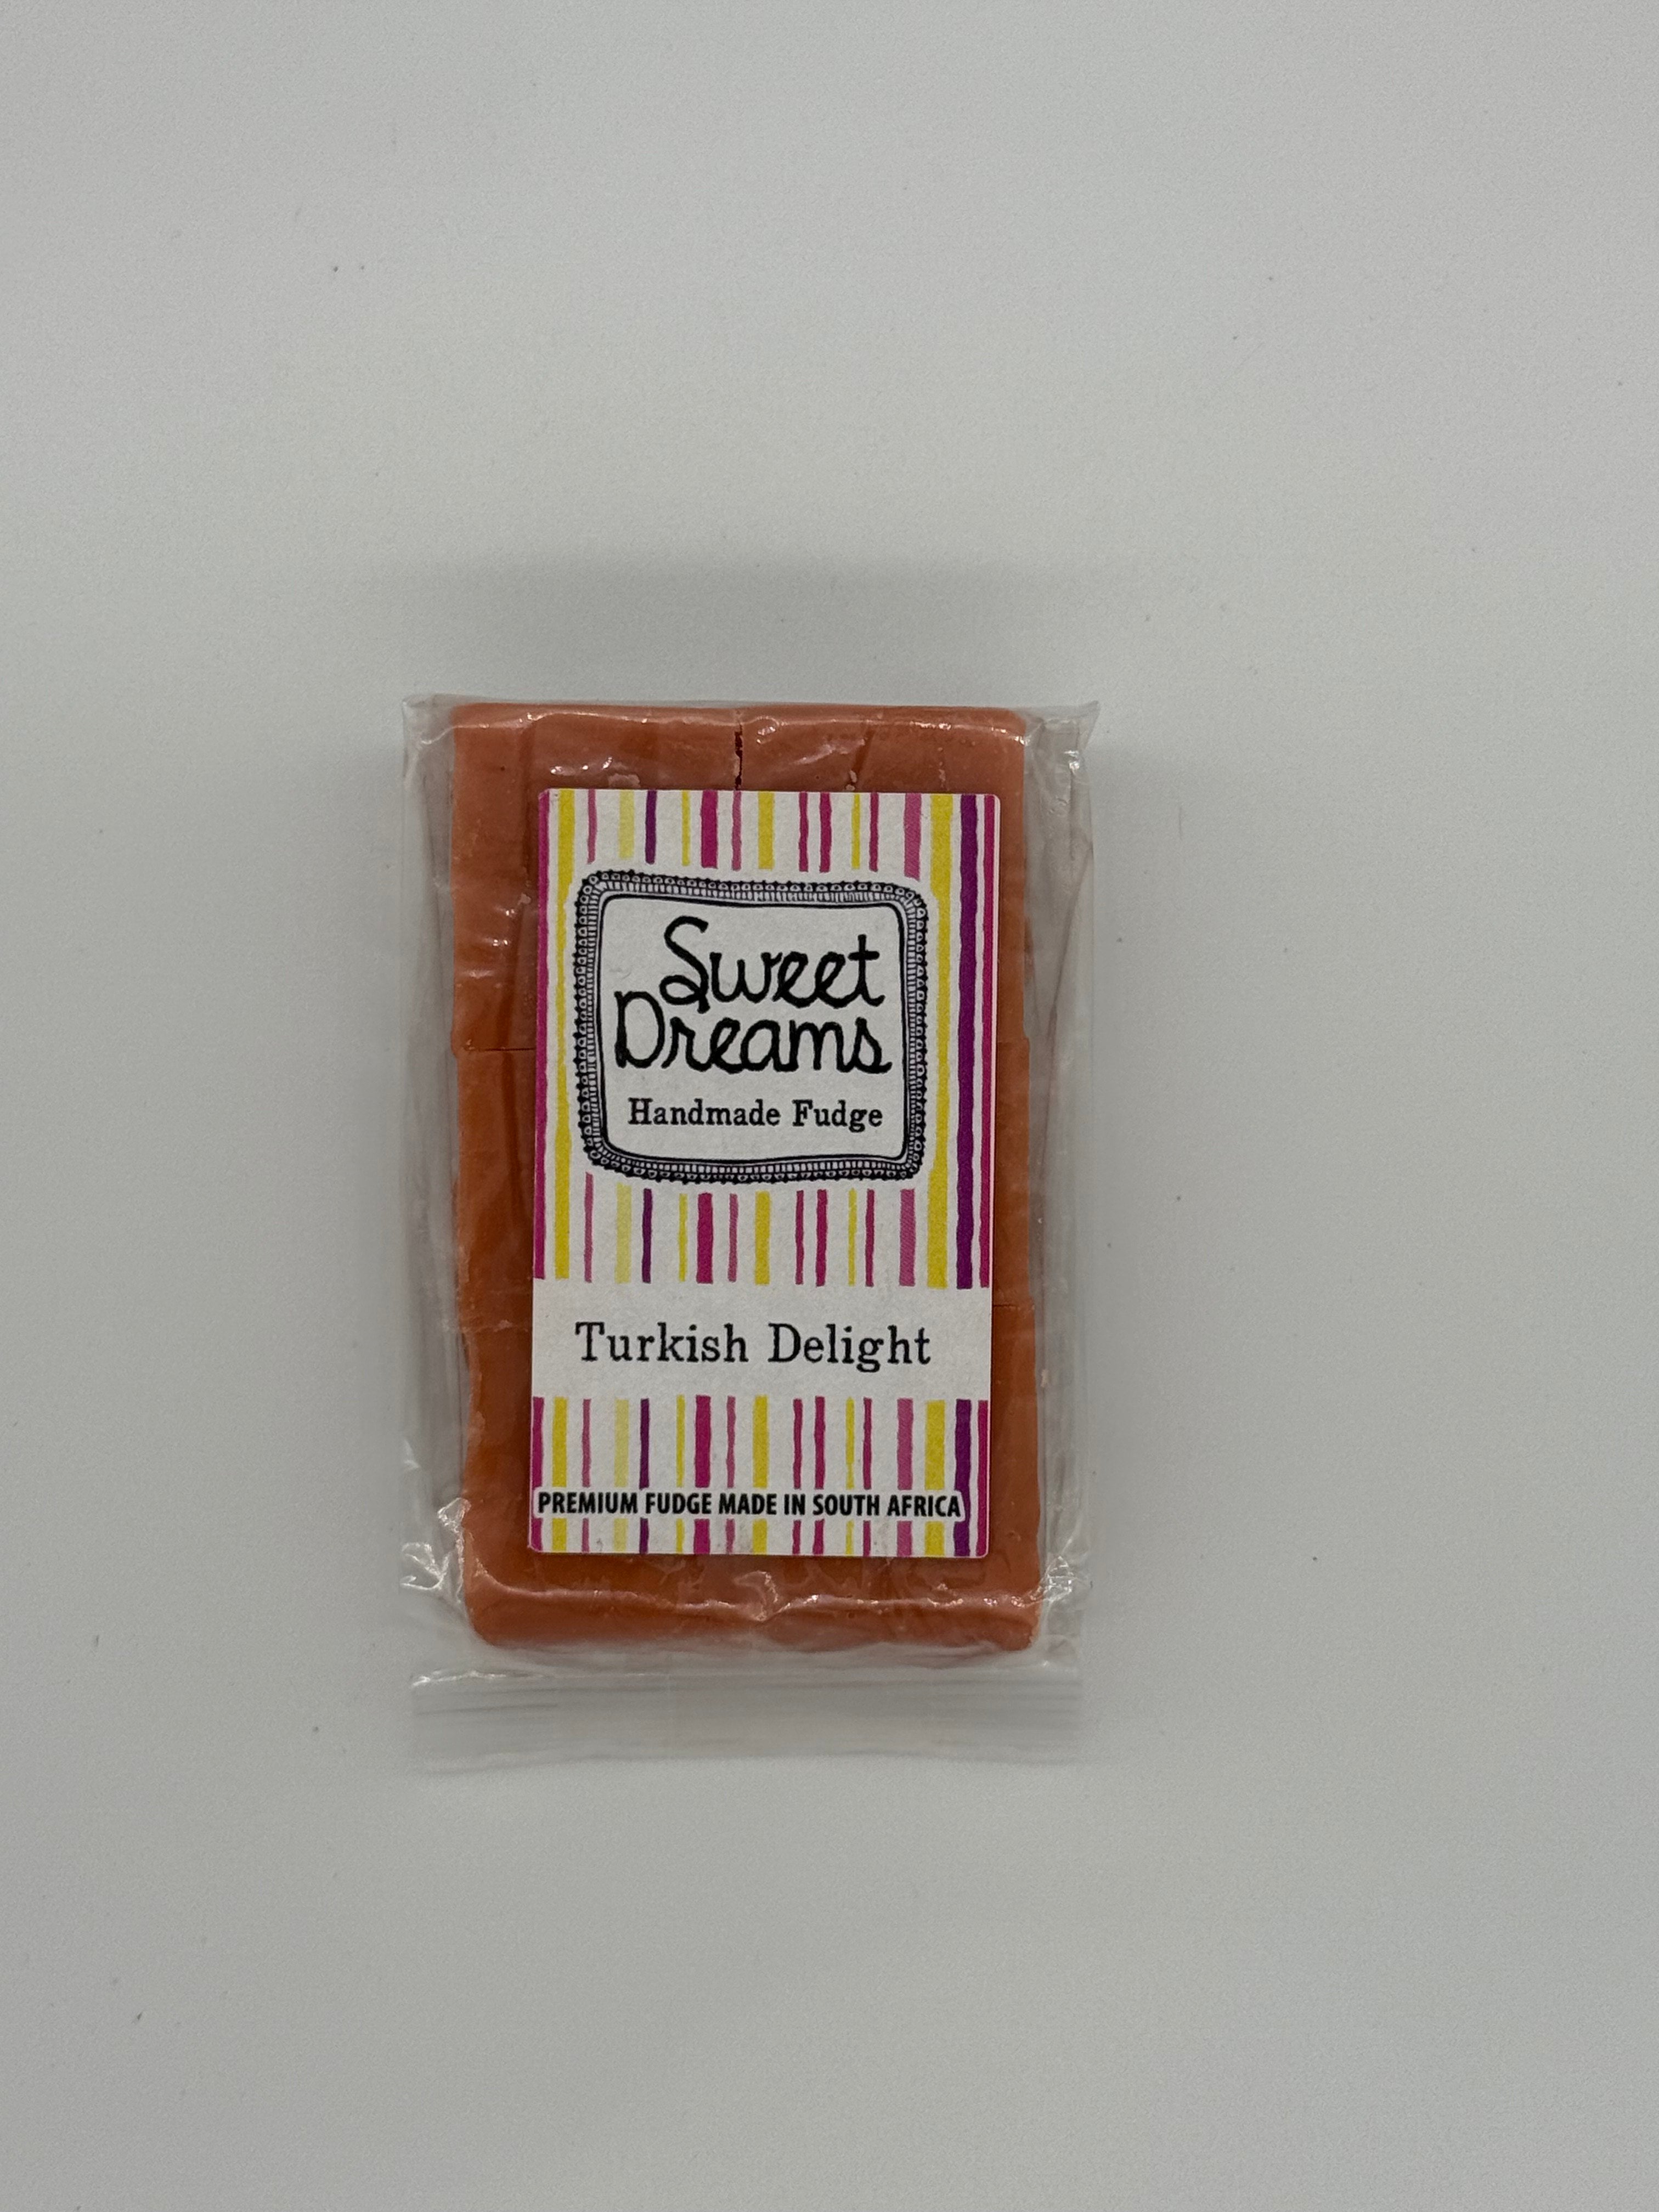 Sweet
Dreams
Handmade Fudge
Turkish Delight
PREMIUM FUDGE MADE IN SOUTH AFRICA